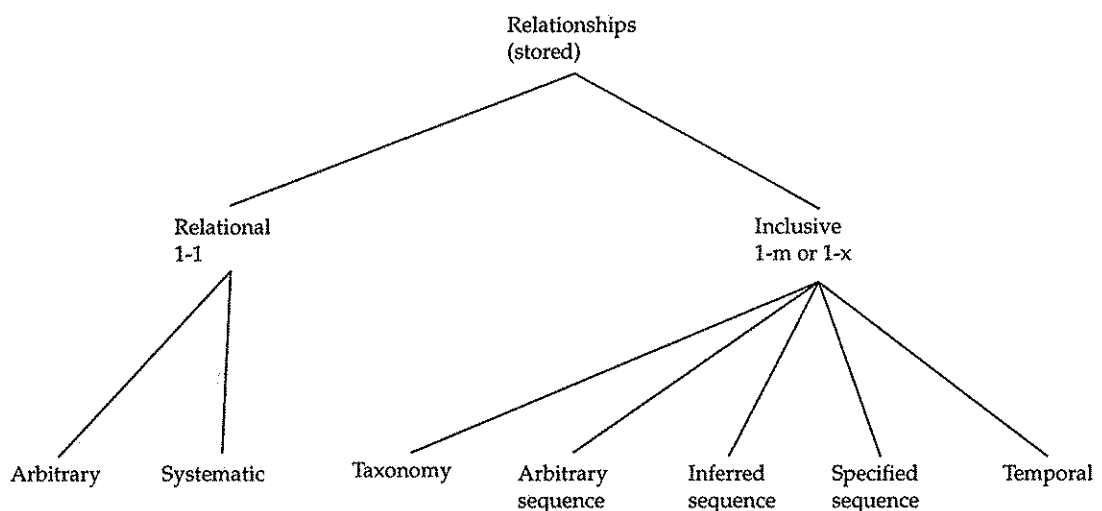 Relationships
(stored)
Relational
1-1
Inclusive
1-m or 1-x
Arbitrary
Systematic
Taxonomy
Arbitrary
sequence
Inferred
sequence
Specified
sequence
Temporal